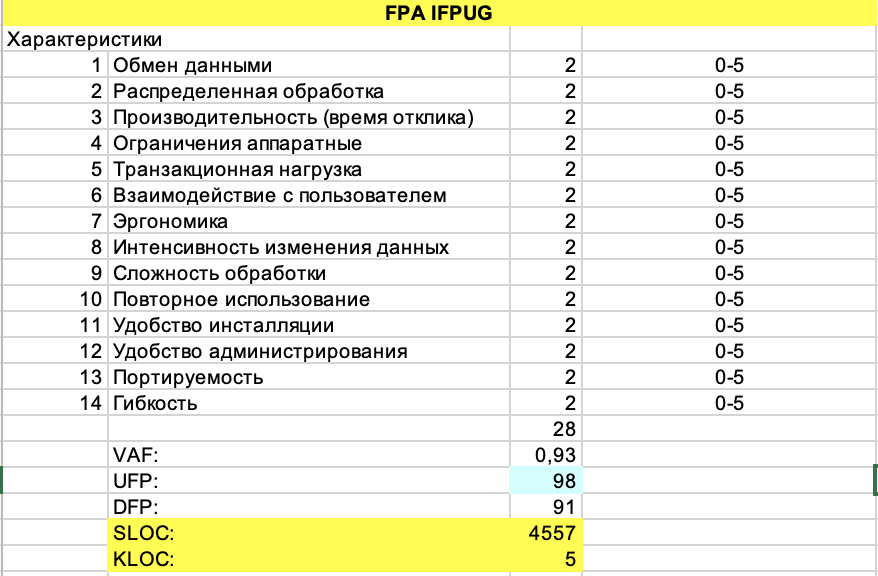 FPA IFPUG
Характеристики
1 Обмен данными 2 0-5
2 Распределенная обработка 2 0-5
3 Производительность (время отклика) 2 0-5
4 Ограничения аппаратные 2 0-5
5 Транзакционная нагрузка 2 0-5
6 Взаимодействие с пользователем 2 0-5
7 Эргономика 2 0-5
8 Интенсивность изменения данных 2 0-5
9 Сложность обработки 2 0-5
10 Повторное использование 2 0-5
11 Удобство инсталляции 2 0-5
12 Удобство администрирования 2 0-5
13 Портируемость 2 0-5
14 Гибкость 2 0-5
28
VAF: 0,93
UFP: 98
DFP: 91
SLOC: 4557
KLOC: 5